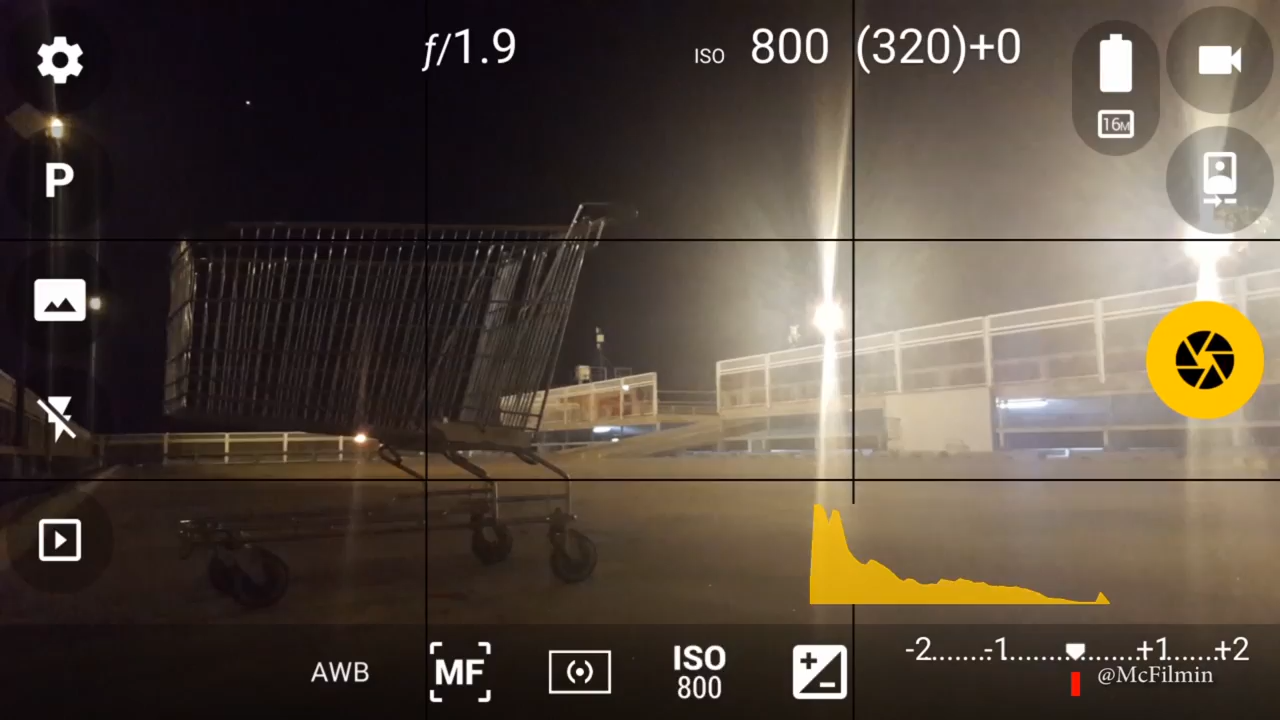 f/1.9
ISO 800 (320)+0
16M
P
AWB
MF
ISO
800
-2.......-1...............+1......+2
@McFilmin